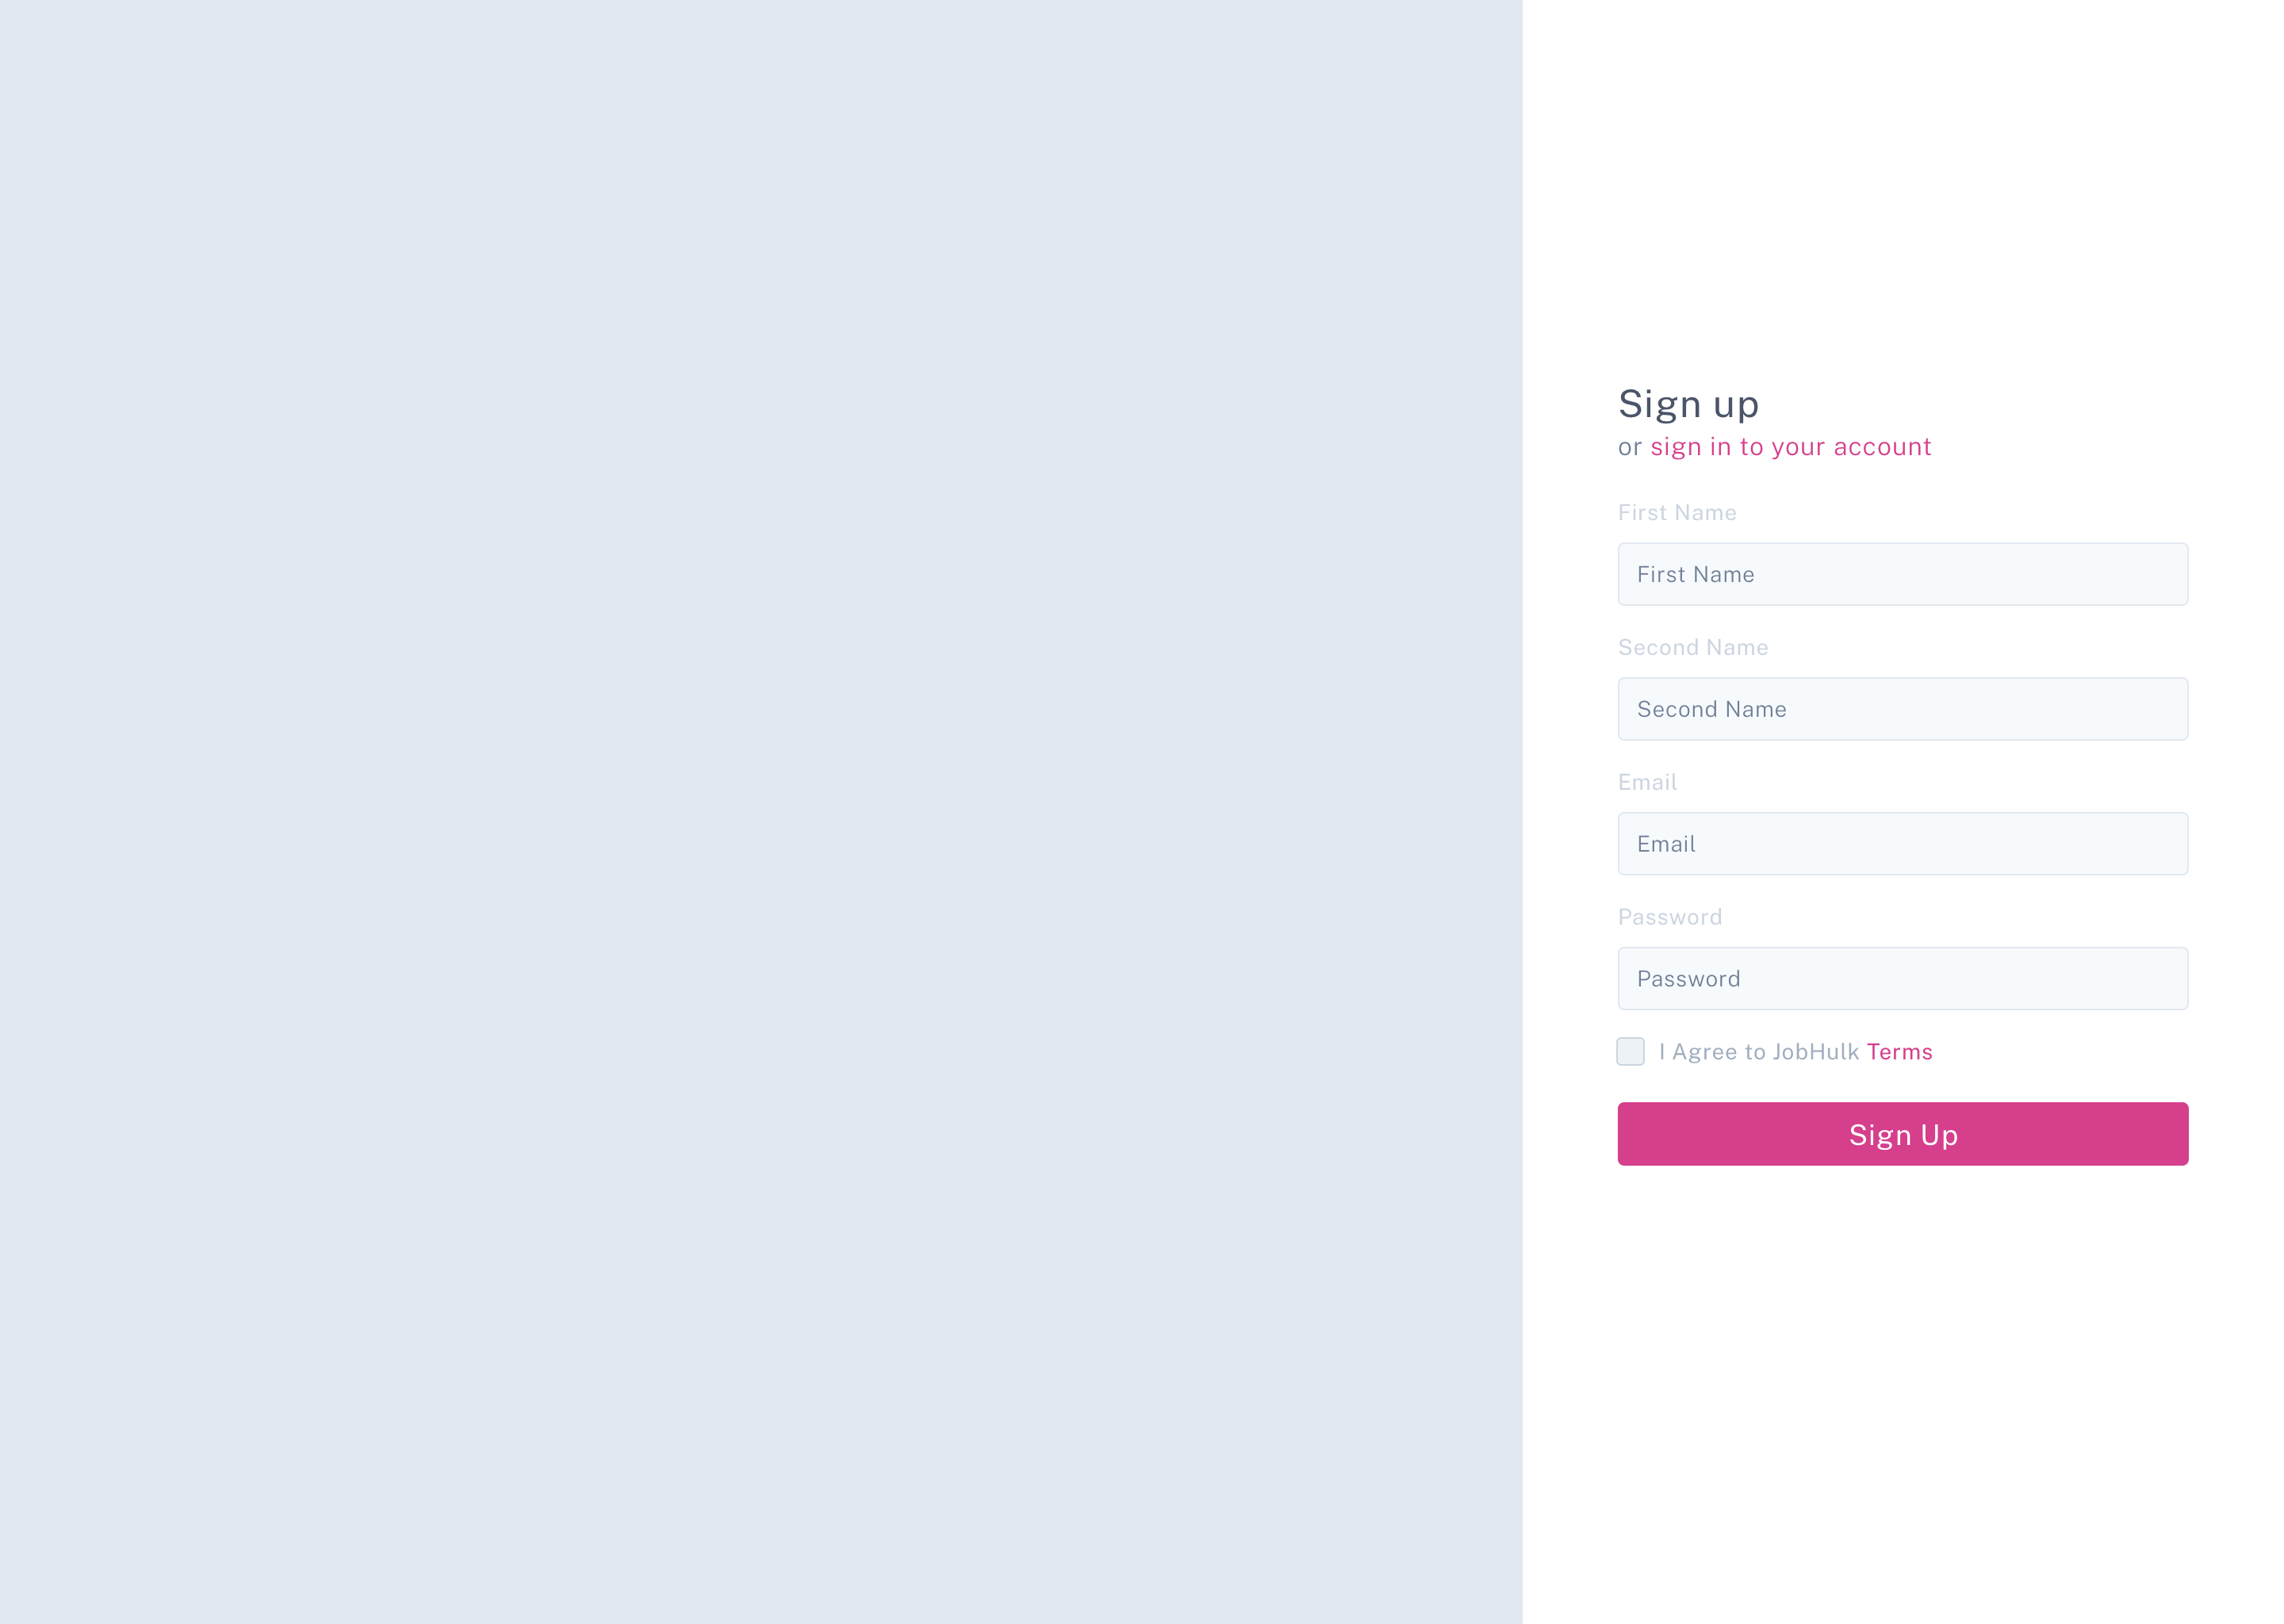 Sign up
or sign in to your account
First Name
First Name
Second Name
Second Name
Email
Email
Password
Password
I Agree to JobHulk Terms
Sign Up